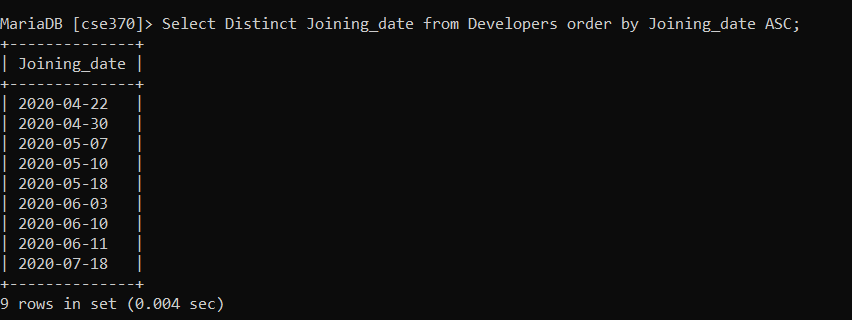 MariaDB [cse370]> Select Distinct Joining_date from Developers order by Joining_date ASC;
+--------------+
| Joining_date |
+--------------+
| 2020-04-22   |
| 2020-04-30   |
| 2020-05-07   |
| 2020-05-10   |
| 2020-05-18   |
| 2020-06-03   |
| 2020-06-10   |
| 2020-06-11   |
| 2020-07-18   |
+--------------+
9 rows in set (0.004 sec)